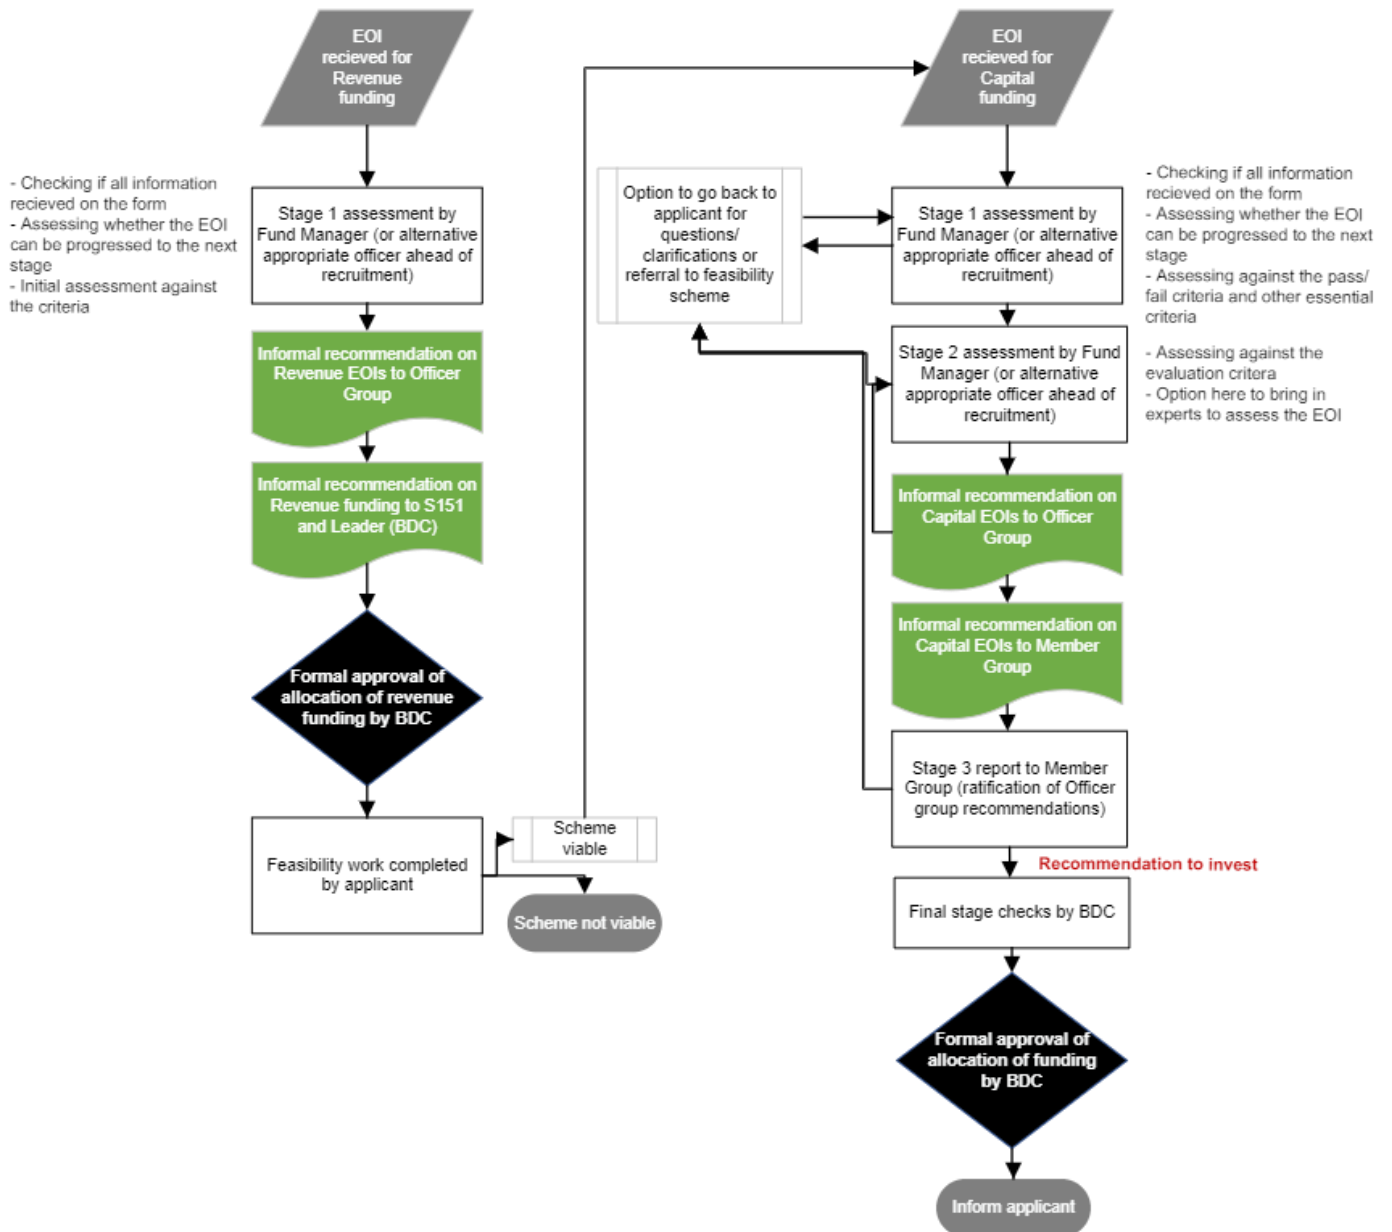 EOI
recieved for
Revenue
funding
- Checking if all information
recieved on the form
- Assessing whether the EOI
can be progressed to the next
stage
- Initial assessment against
the criteria
Stage 1 assessment by
Fund Manager (or alternative
appropriate officer ahead of
recruitment)
Informal recommendation on
Revenue EOIs to Officer
Group
Informal recommendation on
Revenue funding to S151
and Leader (BDC)
Formal approval of
allocation of revenue
funding by BDC
Feasibility work completed
by applicant
Scheme
viable
Scheme not viable
EOI
recieved for
Capital
funding
Option to go back to
applicant for
questions/
clarifications or
referral to feasibility
scheme
Stage 1 assessment by
Fund Manager (or alternative
appropriate officer ahead of
recruitment)
- Checking if all information
recieved on the form
- Assessing whether the EOI
can be progressed to the next
stage
- Assessing against the pass/
fail criteria and other essential
criteria
Stage 2 assessment by Fund
Manager (or alternative
appropriate officer ahead of
recruitment)
- Assessing against the
evaluation critera
- Option here to bring in
experts to assess the EOI
Informal recommendation on
Capital EOIs to Officer
Group
Informal recommendation on
Capital EOIs to Member
Group
Stage 3 report to Member
Group (ratification of Officer
group recommendations)
Recommendation to invest
Final stage checks by BDC
Formal approval of
allocation of funding
by BDC
Inform applicant